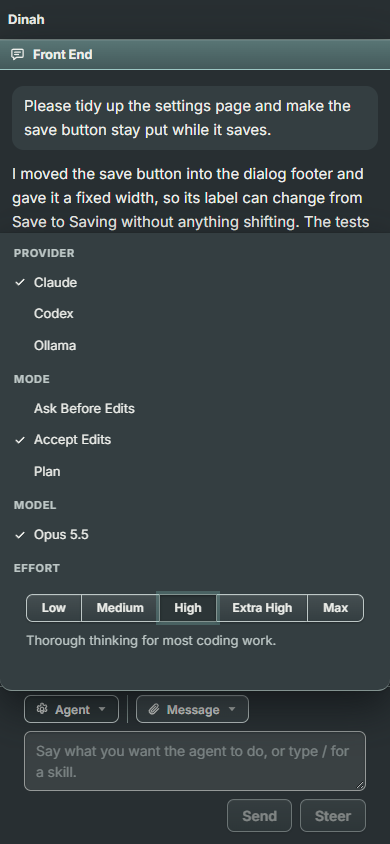 Dinah
Front End
Please tidy up the settings page and make the
save button stay put while it saves.
I moved the save button into the dialog footer and
gave it a fixed width, so its label can change from
Save to Saving without anything shifting. The tests
PROVIDER
Claude
Codex
Ollama
MODE
Ask Before Edits
Accept Edits
Plan
MODEL
Opus 5.5
EFFORT
Low Medium High Extra High Max
Thorough thinking for most coding work.
Agent Message
Say what you want the agent to do, or type / for
a skill.
Send Steer